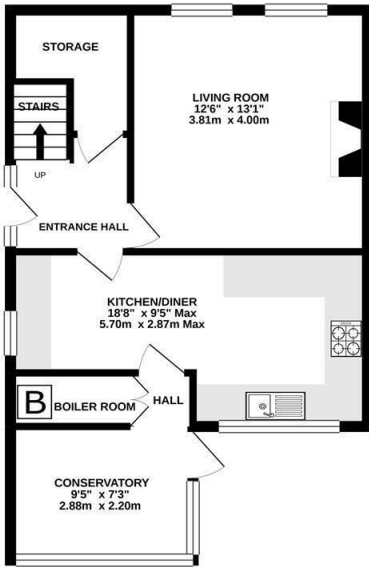 STORAGE
STAIRS
UP
ENTRANCE HALL
LIVING ROOM
12'6" x 13'1"
3.81m x 4.00m
KITCHEN/DINER
18'8" x 9'5" Max
5.70m x 2.87m Max
B
BOILER ROOM
HALL
CONSERVATORY
9'5" x 7'3"
2.88m x 2.20m